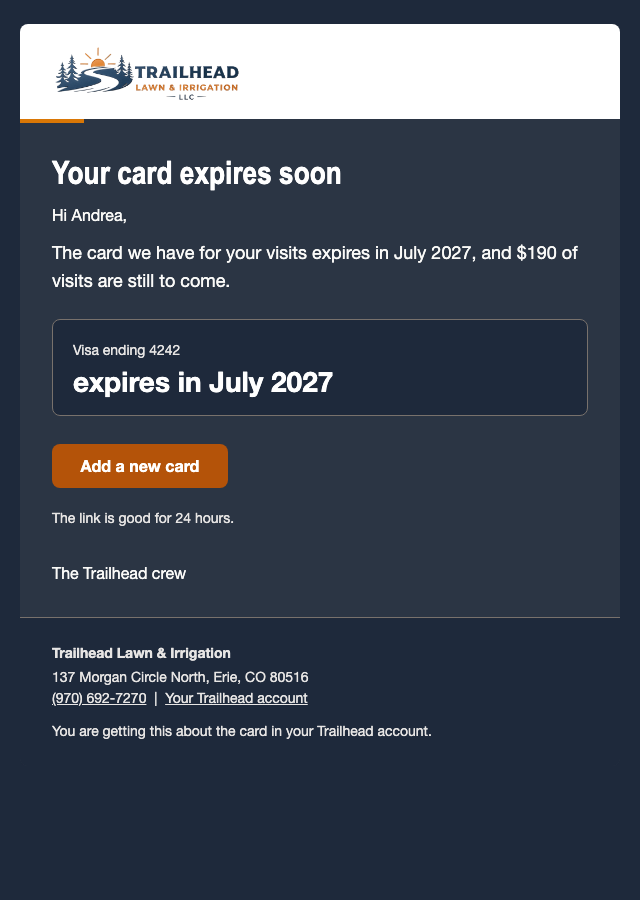 TRAILHEAD
LAWN & IRRIGATION
LLC
Your card expires soon
Hi Andrea,
The card we have for your visits expires in July 2027, and $190 of
visits are still to come.
Visa ending 4242
expires in July 2027
Add a new card
The link is good for 24 hours.
The Trailhead crew
Trailhead Lawn & Irrigation
137 Morgan Circle North, Erie, CO 80516
(970) 692-7270 | Your Trailhead account
You are getting this about the card in your Trailhead account.